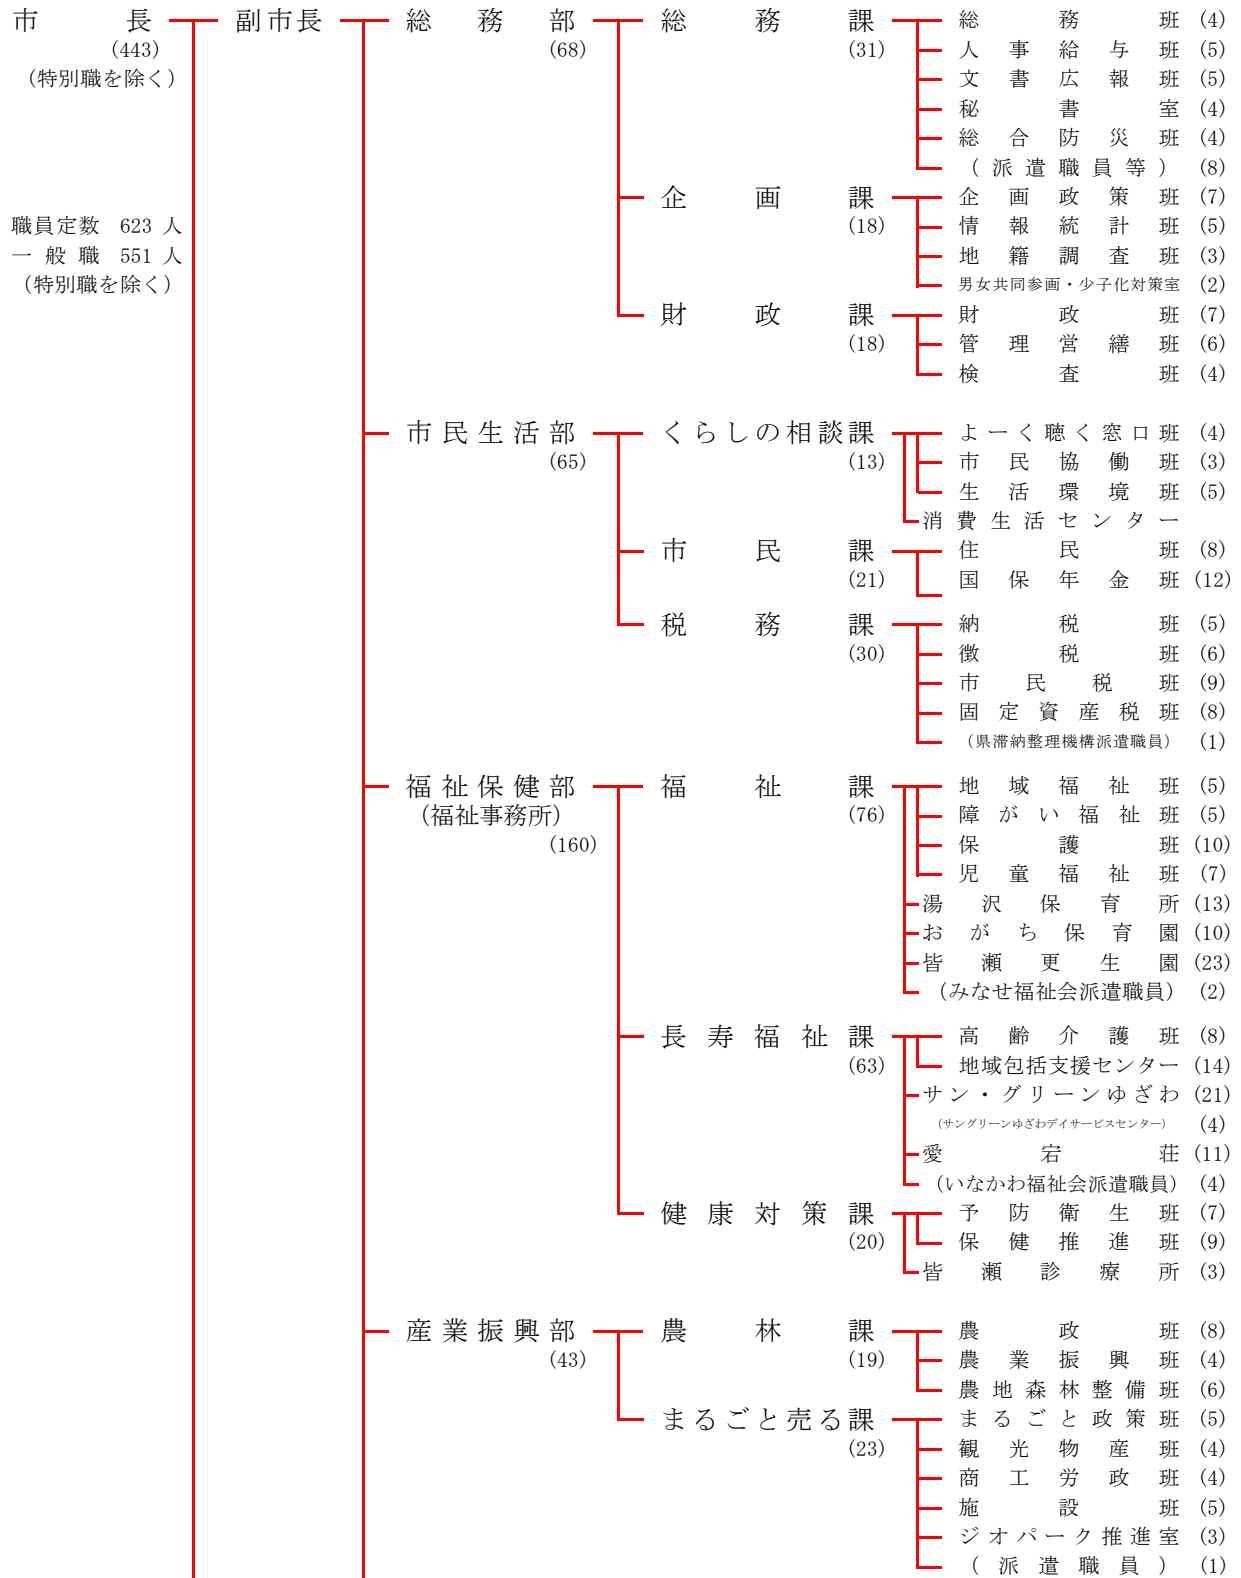 市長 副市長 総務部 総務課 総務班 (4)
(443) (68) (31) 人事給与班 (5)
(特別職を除く) 文書広報班 (5)
秘書室 (4)
総合防災班 (4)
(派遣職員等) (8)
企画課 企画政策班 (7)
職員定数 623 人 (18) 情報統計班 (5)
一般職 551 人 地籍調査班 (3)
(特別職を除く) 男女共同参画・少子化対策室 (2)
財政課 財政班 (7)
(18) 管理営繕班 (6)
検査班 (4)
市民生活部 くらしの相談課 よーく聴く窓口班 (4)
(65) (13) 市民協働班 (3)
生活環境班 (5)
消費生活センター
市民課 住民班 (8)
(21) 国保年金班 (12)
税務課 納税班 (5)
(30) 徴税班 (6)
市民税班 (9)
固定資産税班 (8)
(県滞納整理機構派遣職員) (1)
福祉保健部 福祉課 地域福祉班 (5)
(福祉事務所) (76) 障がい福祉班 (5)
(160) 保護班 (10)
児童福祉班 (7)
湯沢保育所 (13)
おがち保育園 (10)
皆瀬更生園 (23)
(みなせ福祉会派遣職員) (2)
長寿福祉課 高齢介護班 (8)
(63) 地域包括支援センター (14)
サン・グリーンゆざわ (21)
(サングリーンゆざわデイサービスセンター) (4)
愛宕荘 (11)
(いなかわ福祉会派遣職員) (4)
健康対策課 予防衛生班 (7)
(20) 保健推進班 (9)
皆瀬診療所 (3)
産業振興部 農林課 農政班 (8)
(43) (19) 農業振興班 (4)
農地森林整備班 (6)
まるごと売る課 まるごと政策班 (5)
(23) 観光物産班 (4)
商工労政班 (4)
施設班 (5)
ジオパーク推進室 (3)
(派遣職員) (1)